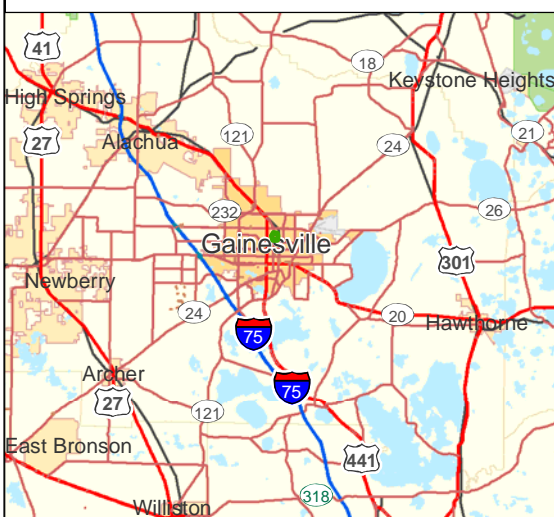 41
18
Keystone Heights
High Springs
121
21
27
Alachua
24
232
26
Gainesville
301
Newberry
24
20
75
Hawthorne
Archer
75
27
121
East Bronson
441
318
Williston